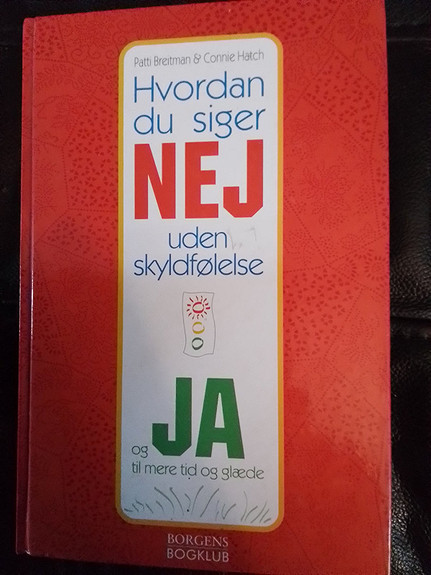 Patti Breitman & Connie Hatch
Hvordan
du siger
NEJ
uden
skyldfølelse
og JA
til mere tid og glæde
BORGENS
BOGKLUB